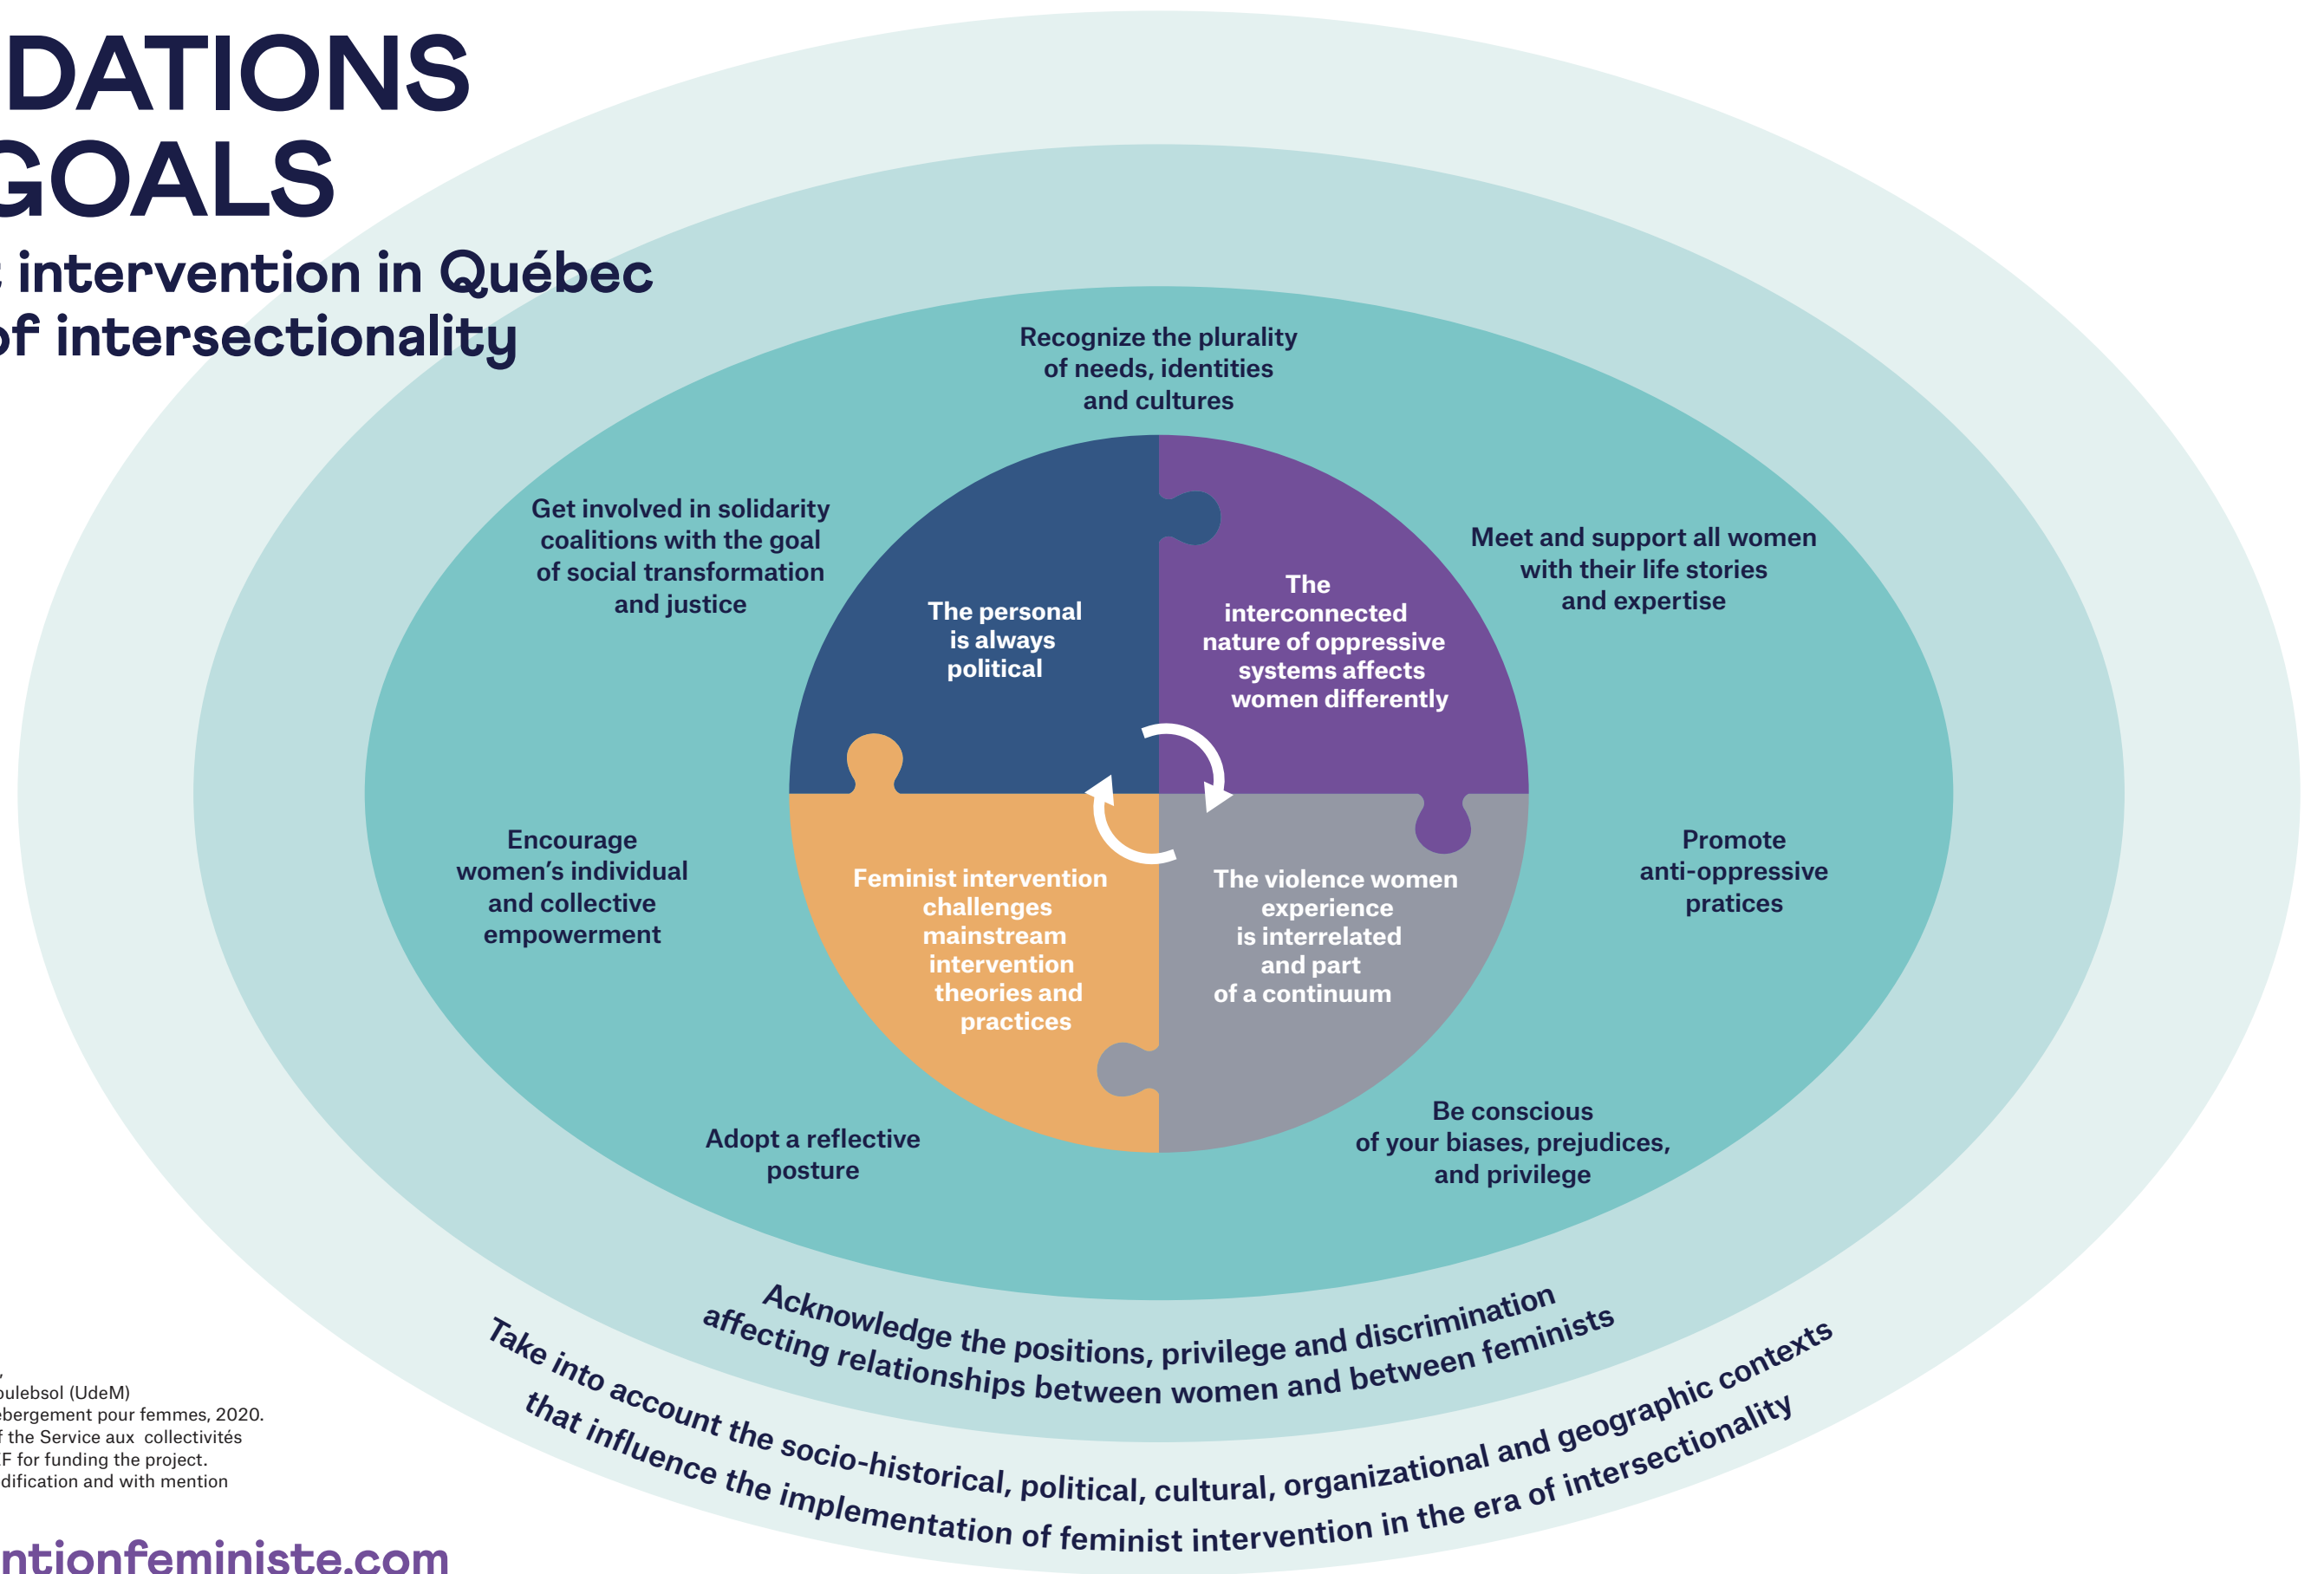 DATIONS
GOALS
intervention in Québec
of intersectionality
Recognize the plurality
of needs, identities
and cultures
Get involved in solidarity
coalitions with the goal
of social transformation
and justice
Meet and support all women
with their life stories
and expertise
The personal
is always
political
The
interconnected
nature of oppressive
systems affects
women differently
Encourage
women's individual
and collective
empowerment
Promote
anti-oppressive
pratices
Feminist intervention
challenges
mainstream
intervention
theories and
practices
The violence women
experience
is interrelated
and part
of a continuum
Adopt a reflective
posture
Be conscious
of your biases, prejudices,
and privilege
Acknowledge the positions, privilege and discrimination
affecting relationships between women and between feminists
Take into account the socio-historical, political, cultural, organizational and geographic contexts
that influence the implementation of feminist intervention in the era of intersectionality
oulebsol (UdeM)
ébergement pour femmes, 2020.
f the Service aux collectivités
F for funding the project.
dification and with mention
ntionfeministe.com